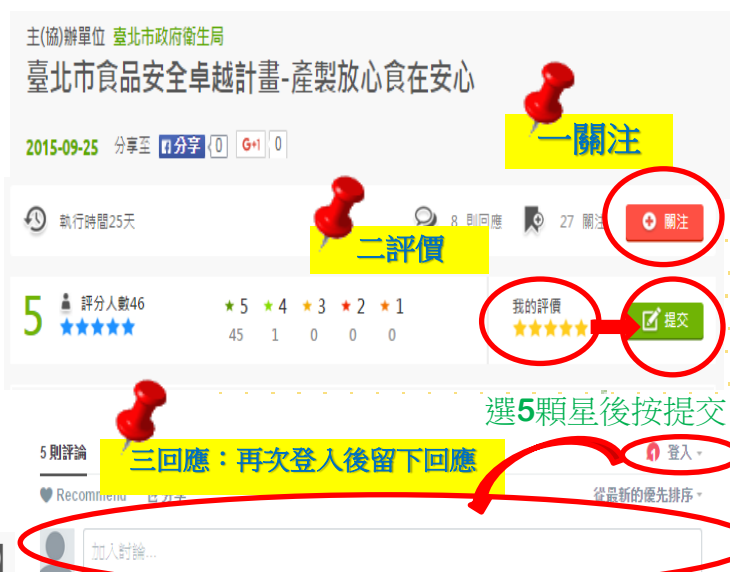 主(協)辦單位 臺北市政府衛生局
臺北市食品安全卓越計畫-產製放心食在安心
一關注
2015-09-25 分享至 分享 0 G+1 0
執行時間25天 8 則回應 27 關注 關注
二評價
5 評分人數46 ★5 ★4 ★3 ★2 ★1 我的評價 提交
★★★★★ 45 1 0 0 0 ★★★★★
選5顆星後按提交
5 則評論 登入
三回應：再次登入後留下回應
Recommend 分享 從最新的優先排序
加入討論...